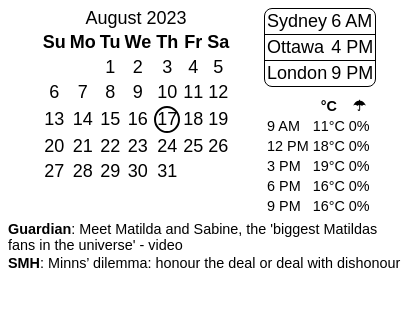 August 2023
Su Mo Tu We Th Fr Sa
1 2 3 4 5
6 7 8 9 10 11 12
13 14 15 16 17 18 19
20 21 22 23 24 25 26
27 28 29 30 31
Sydney 6 AM
Ottawa 4 PM
London 9 PM
°C ☂
9 AM 11°C 0%
12 PM 18°C 0%
3 PM 19°C 0%
6 PM 16°C 0%
9 PM 16°C 0%
Guardian: Meet Matilda and Sabine, the 'biggest Matildas
fans in the universe' - video
SMH: Minns' dilemma: honour the deal or deal with dishonour